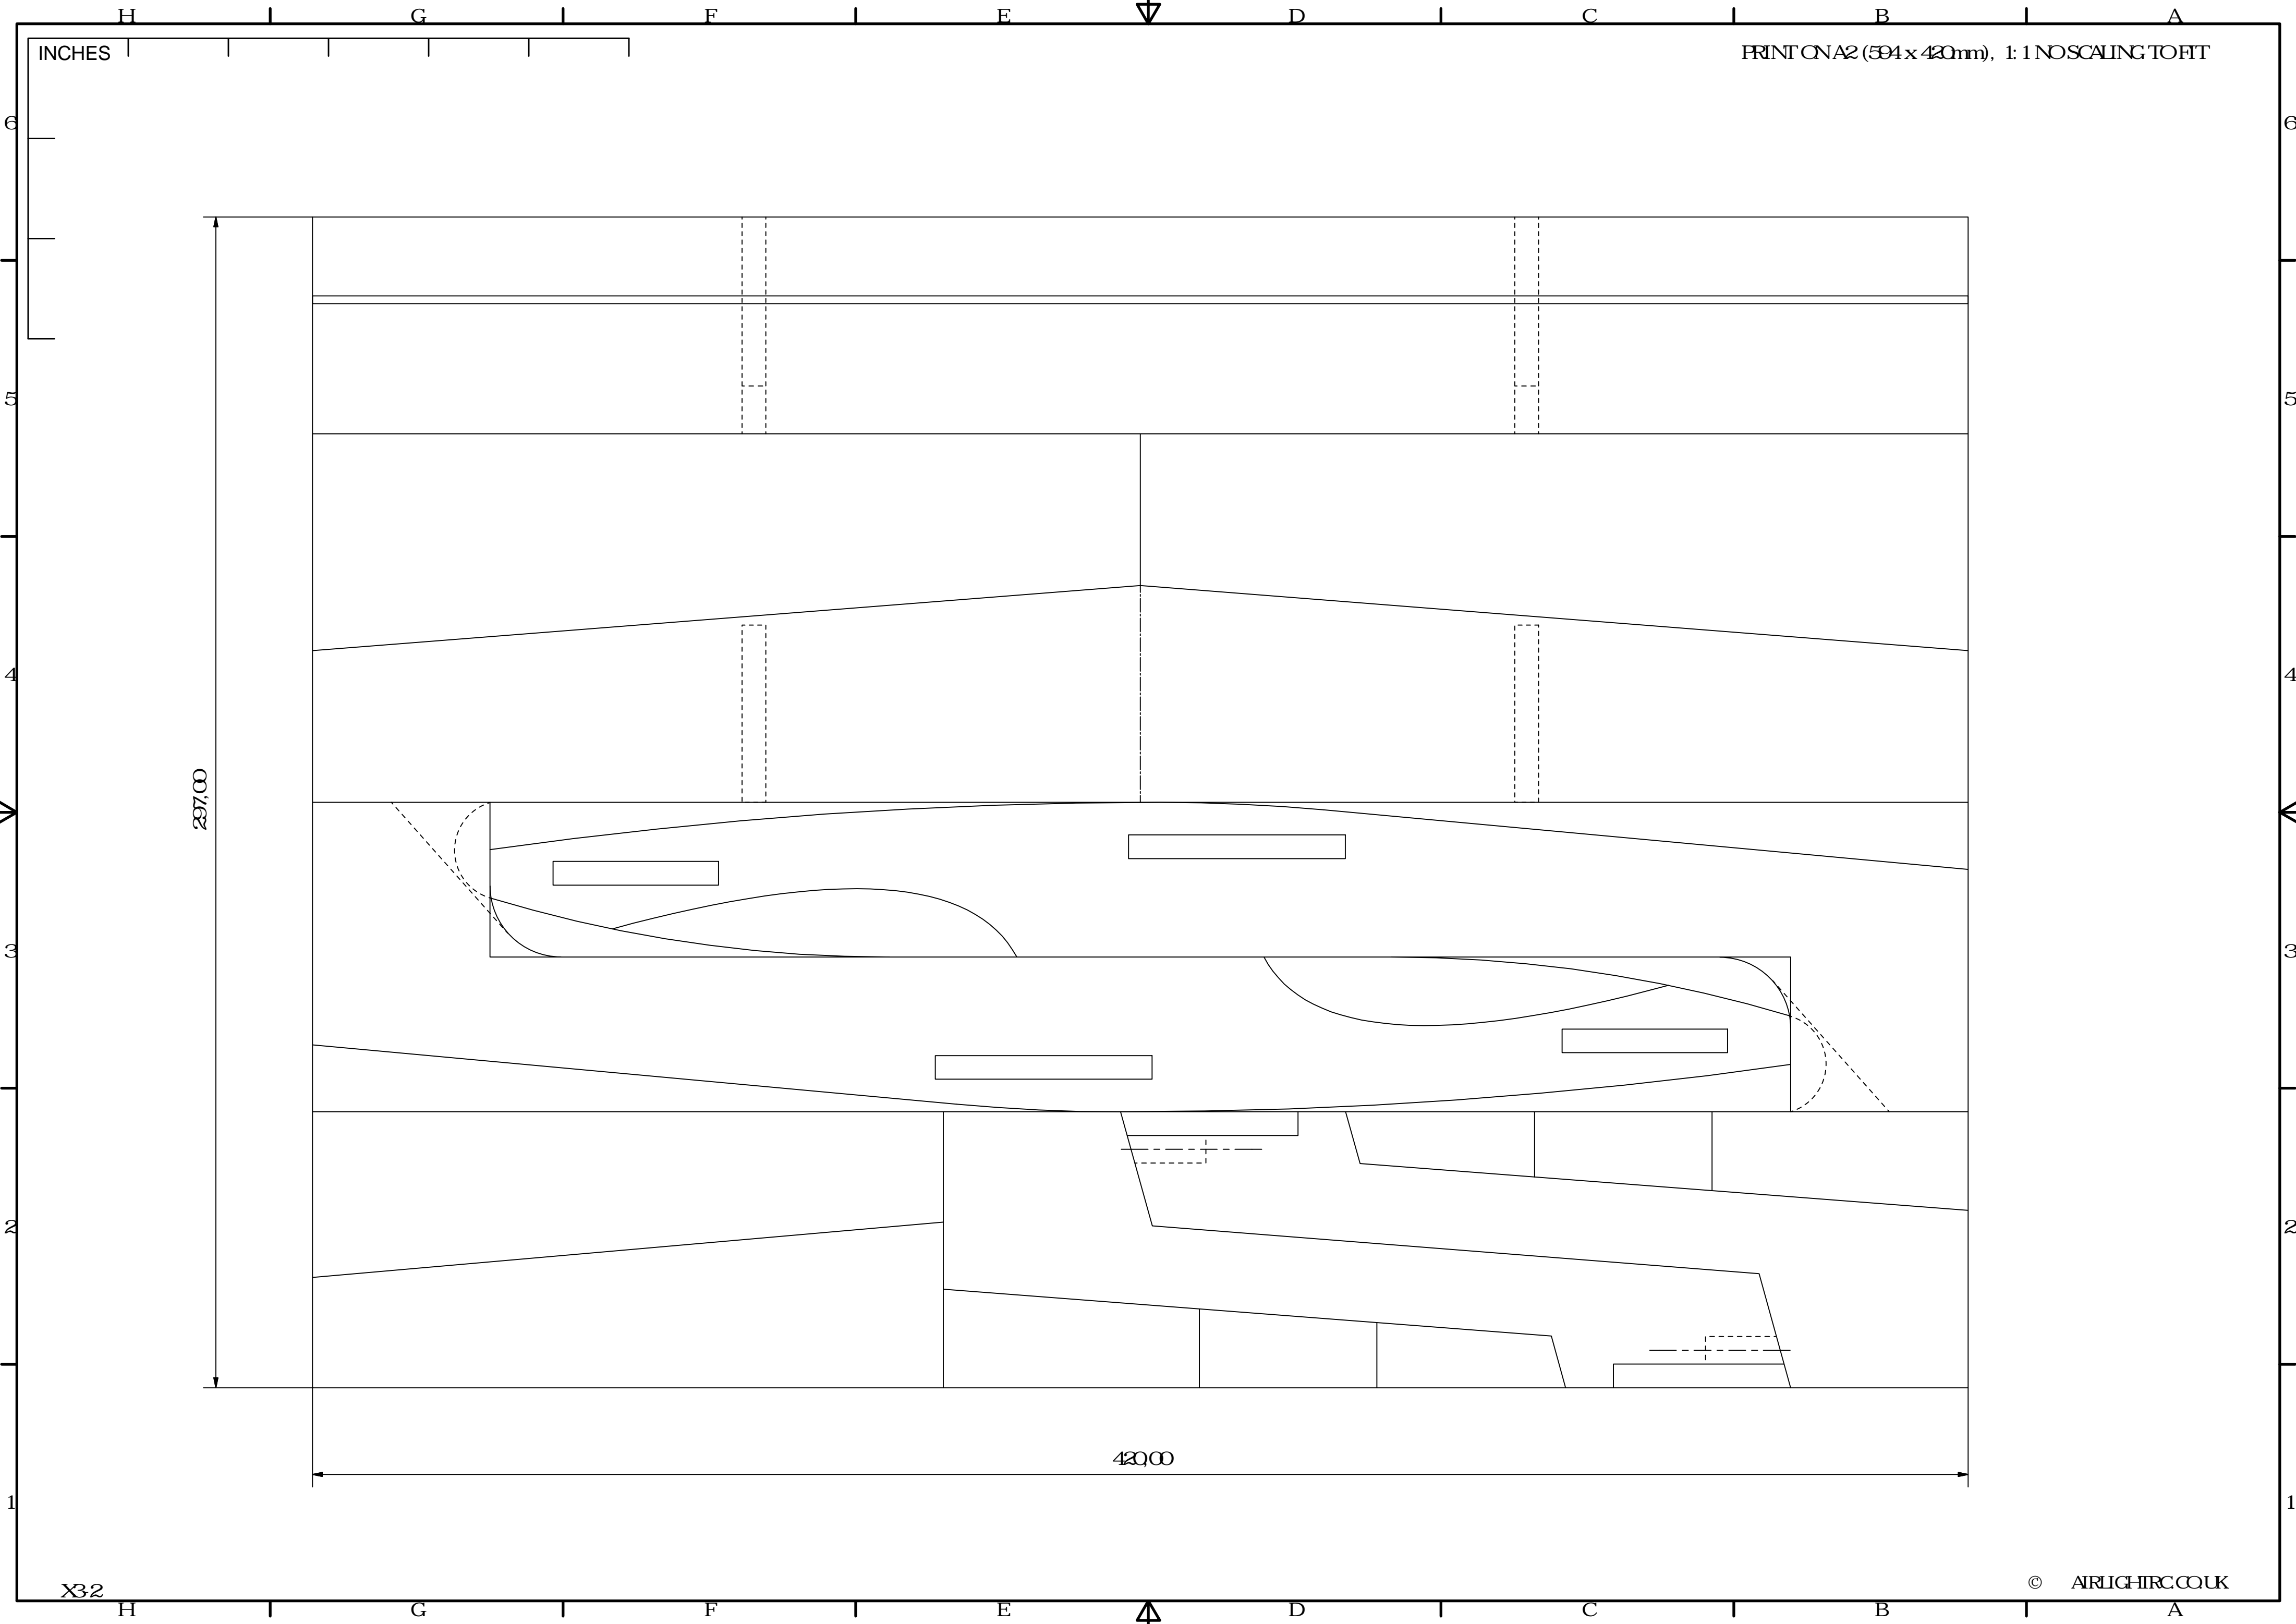 H G F E D C B A
INCHES
PRINT ON A2 (594 x 420mm), 1:1 NO SCALING TO FIT
6 6
5 5
4 4
297,00
3 3
2 2
420,00
1 1
X3-2
© AIRLIGHTRC.CO.UK
H G F E D C B A